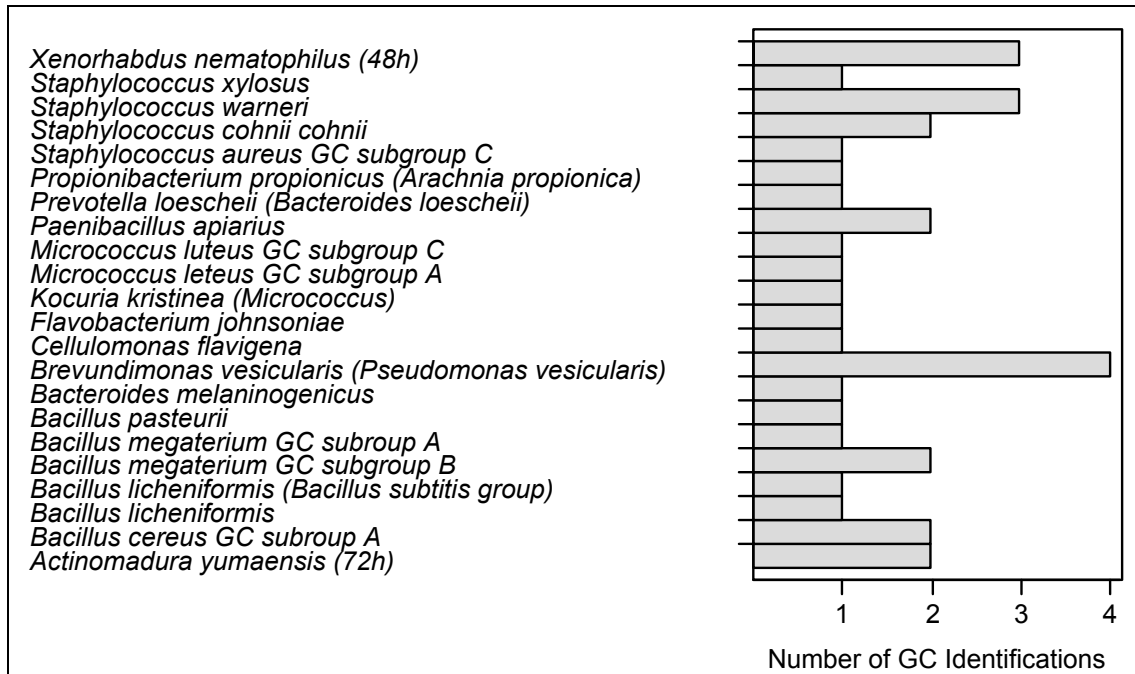 Xenorhabdus nematophilus (48h)
Staphylococcus xylosus
Staphylococcus warneri
Staphylococcus cohnii cohnii
Staphylococcus aureus GC subgroup C
Propionibacterium propionicus (Arachnia propionica)
Prevotella loescheii (Bacteroides loescheii)
Paenibacillus apiarius
Micrococcus luteus GC subgroup C
Micrococcus leteus GC subgroup A
Kocuria kristinea (Micrococcus)
Flavobacterium johnsoniae
Cellulomonas flavigena
Brevundimonas vesicularis (Pseudomonas vesicularis)
Bacteroides melaninogenicus
Bacillus pasteurii
Bacillus megaterium GC subroup A
Bacillus megaterium GC subgroup B
Bacillus licheniformis (Bacillus subtitis group)
Bacillus licheniformis
Bacillus cereus GC subroup A
Actinomadura yumaensis (72h)
1 2 3 4
Number of GC Identifications